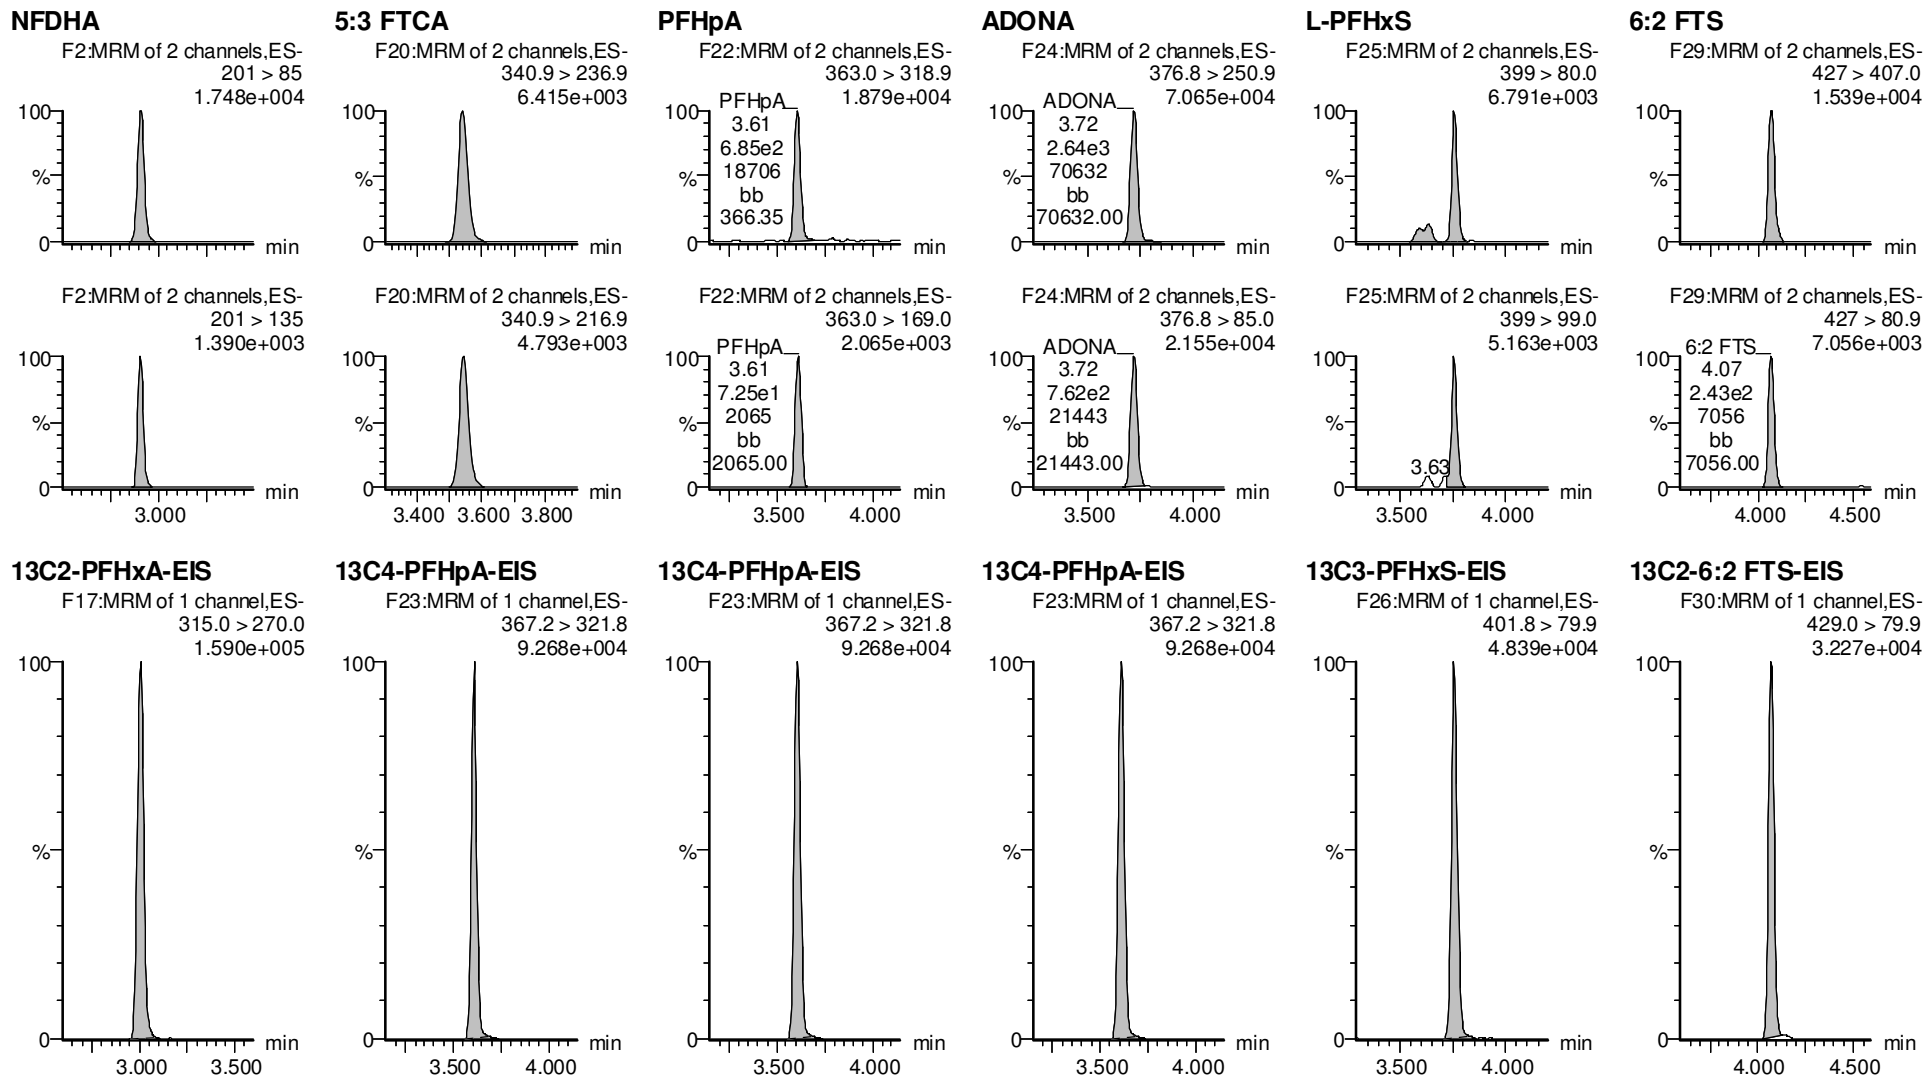 NFDHA
F2:MRM of 2 channels,ES-
201 > 85
1.748e+004
100
%
0
min
F2:MRM of 2 channels,ES-
201 > 135
1.390e+003
100
%
0
min
3.000
13C2-PFHxA-EIS
F17:MRM of 1 channel,ES-
315.0 > 270.0
1.590e+005
100
%
0
min
3.000 3.500
5:3 FTCA
F20:MRM of 2 channels,ES-
340.9 > 236.9
6.415e+003
100
%
0
min
F20:MRM of 2 channels,ES-
340.9 > 216.9
4.793e+003
100
%
0
min
3.400 3.600 3.800
13C4-PFHpA-EIS
F23:MRM of 1 channel,ES-
367.2 > 321.8
9.268e+004
100
%
0
min
3.500 4.000
PFHpA
F22:MRM of 2 channels,ES-
363.0 > 318.9
1.879e+004
100
PFHpA
3.61
6.85e2
18706
bb
366.35
%
0
min
F22:MRM of 2 channels,ES-
363.0 > 169.0
2.065e+003
100
PFHpA
3.61
7.25e1
2065
bb
2065.00
%
0
min
3.500 4.000
13C4-PFHpA-EIS
F23:MRM of 1 channel,ES-
367.2 > 321.8
9.268e+004
100
%
0
min
3.500 4.000
ADONA
F24:MRM of 2 channels,ES-
376.8 > 250.9
7.065e+004
100
ADONA
3.72
2.64e3
70632
bb
70632.00
%
0
min
F24:MRM of 2 channels,ES-
376.8 > 85.0
2.155e+004
100
ADONA
3.72
7.62e2
21443
bb
21443.00
%
0
min
3.500 4.000
13C4-PFHpA-EIS
F23:MRM of 1 channel,ES-
367.2 > 321.8
9.268e+004
100
%
0
min
3.500 4.000
L-PFHxS
F25:MRM of 2 channels,ES-
399 > 80.0
6.791e+003
100
%
0
min
F25:MRM of 2 channels,ES-
399 > 99.0
5.163e+003
100
%
3.63
0
min
3.500 4.000
13C3-PFHxS-EIS
F26:MRM of 1 channel,ES-
401.8 > 79.9
4.839e+004
100
%
0
min
3.500 4.000
6:2 FTS
F29:MRM of 2 channels,ES-
427 > 407.0
1.539e+004
100
%
0
min
F29:MRM of 2 channels,ES-
427 > 80.9
7.056e+003
100
6:2 FTS
4.07
2.43e2
7056
bb
7056.00
%
0
min
4.000 4.500
13C2-6:2 FTS-EIS
F30:MRM of 1 channel,ES-
429.0 > 79.9
3.227e+004
100
%
0
min
4.000 4.500